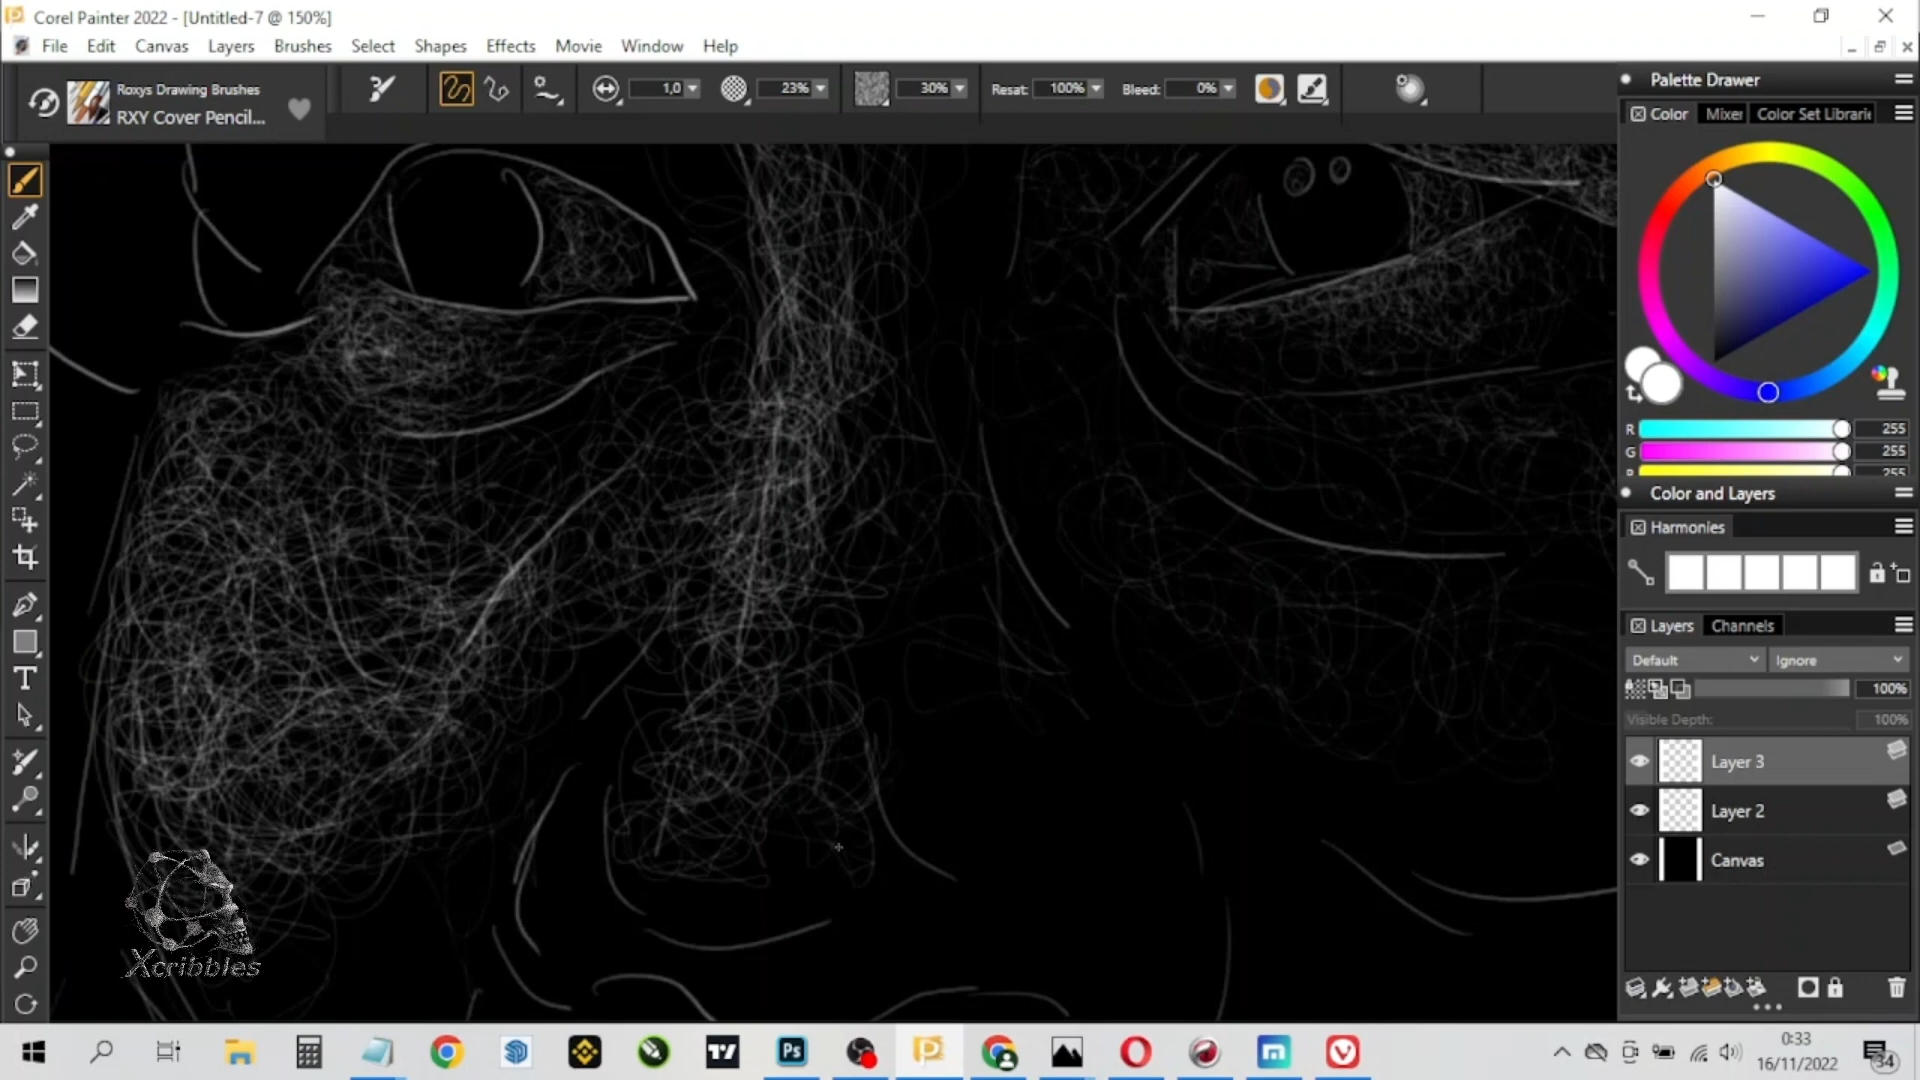 Corel Painter 2022 - [Untitled-7 @ 150%]
File Edit Canvas Layers Brushes Select Shapes Effects Movie Window Help
Roxys Drawing Brushes
RXY Cover Pencil...
1,0 23% 30% Resat: 100% Bleed: 0%
Palette Drawer
Color Mixer Color Set Librarie
R 255
G 255
255
Color and Layers
Harmonies
Layers Channels
Default Ignore
100%
Visible Depth: 100%
Layer 3
Layer 2
Canvas
Xcribbles
0:33
16/11/2022
34